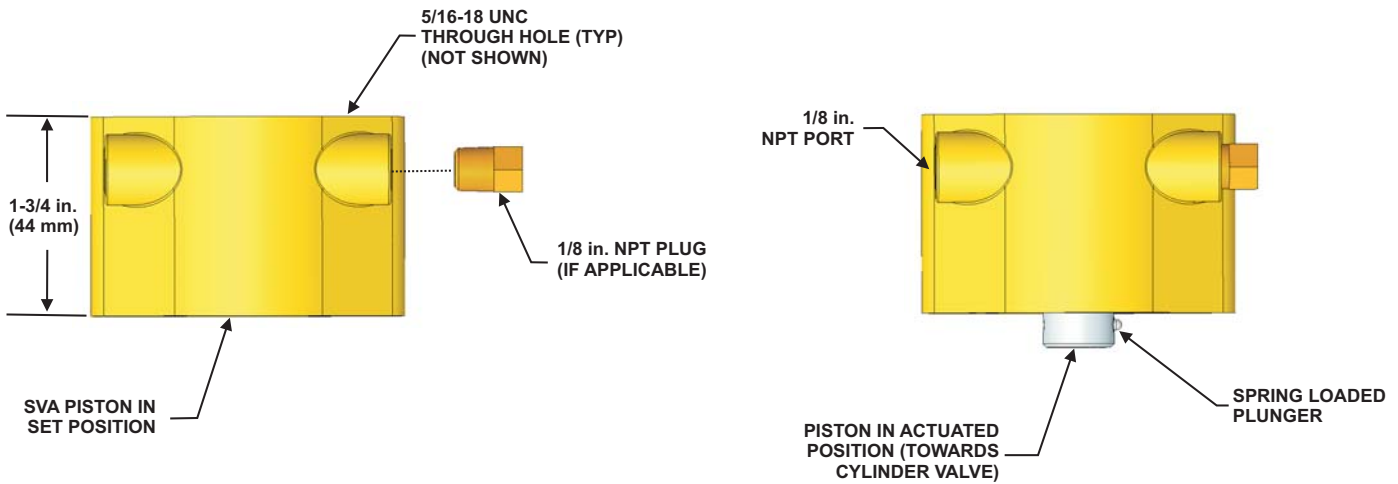 5/16-18 UNC
THROUGH HOLE (TYP)
(NOT SHOWN)
1-3/4 in.
(44 mm)
1/8 in. NPT PLUG
(IF APPLICABLE)
SVA PISTON IN
SET POSITION
1/8 in.
NPT PORT
SPRING LOADED
PLUNGER
PISTON IN ACTUATED
POSITION (TOWARDS
CYLINDER VALVE)